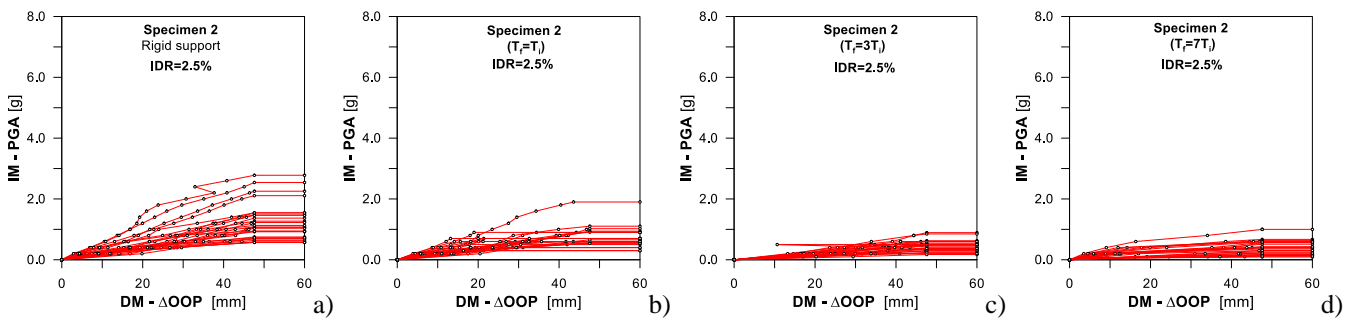 8.0
6.0
4.0
2.0
0.0
IM - PGA [g]
Specimen 2
Rigid support
IDR=2.5%
0 20 40 60
DM - ΔOOP [mm]
a)
8.0
6.0
4.0
2.0
0.0
IM - PGA [g]
Specimen 2
(Tf=Ti)
IDR=2.5%
0 20 40 60
DM - ΔOOP [mm]
b)
8.0
6.0
4.0
2.0
0.0
IM - PGA [g]
Specimen 2
(Tf=3Ti)
IDR=2.5%
0 20 40 60
DM - ΔOOP [mm]
c)
8.0
6.0
4.0
2.0
0.0
IM - PGA [g]
Specimen 2
(Tf=7Ti)
IDR=2.5%
0 20 40 60
DM - ΔOOP [mm]
d)